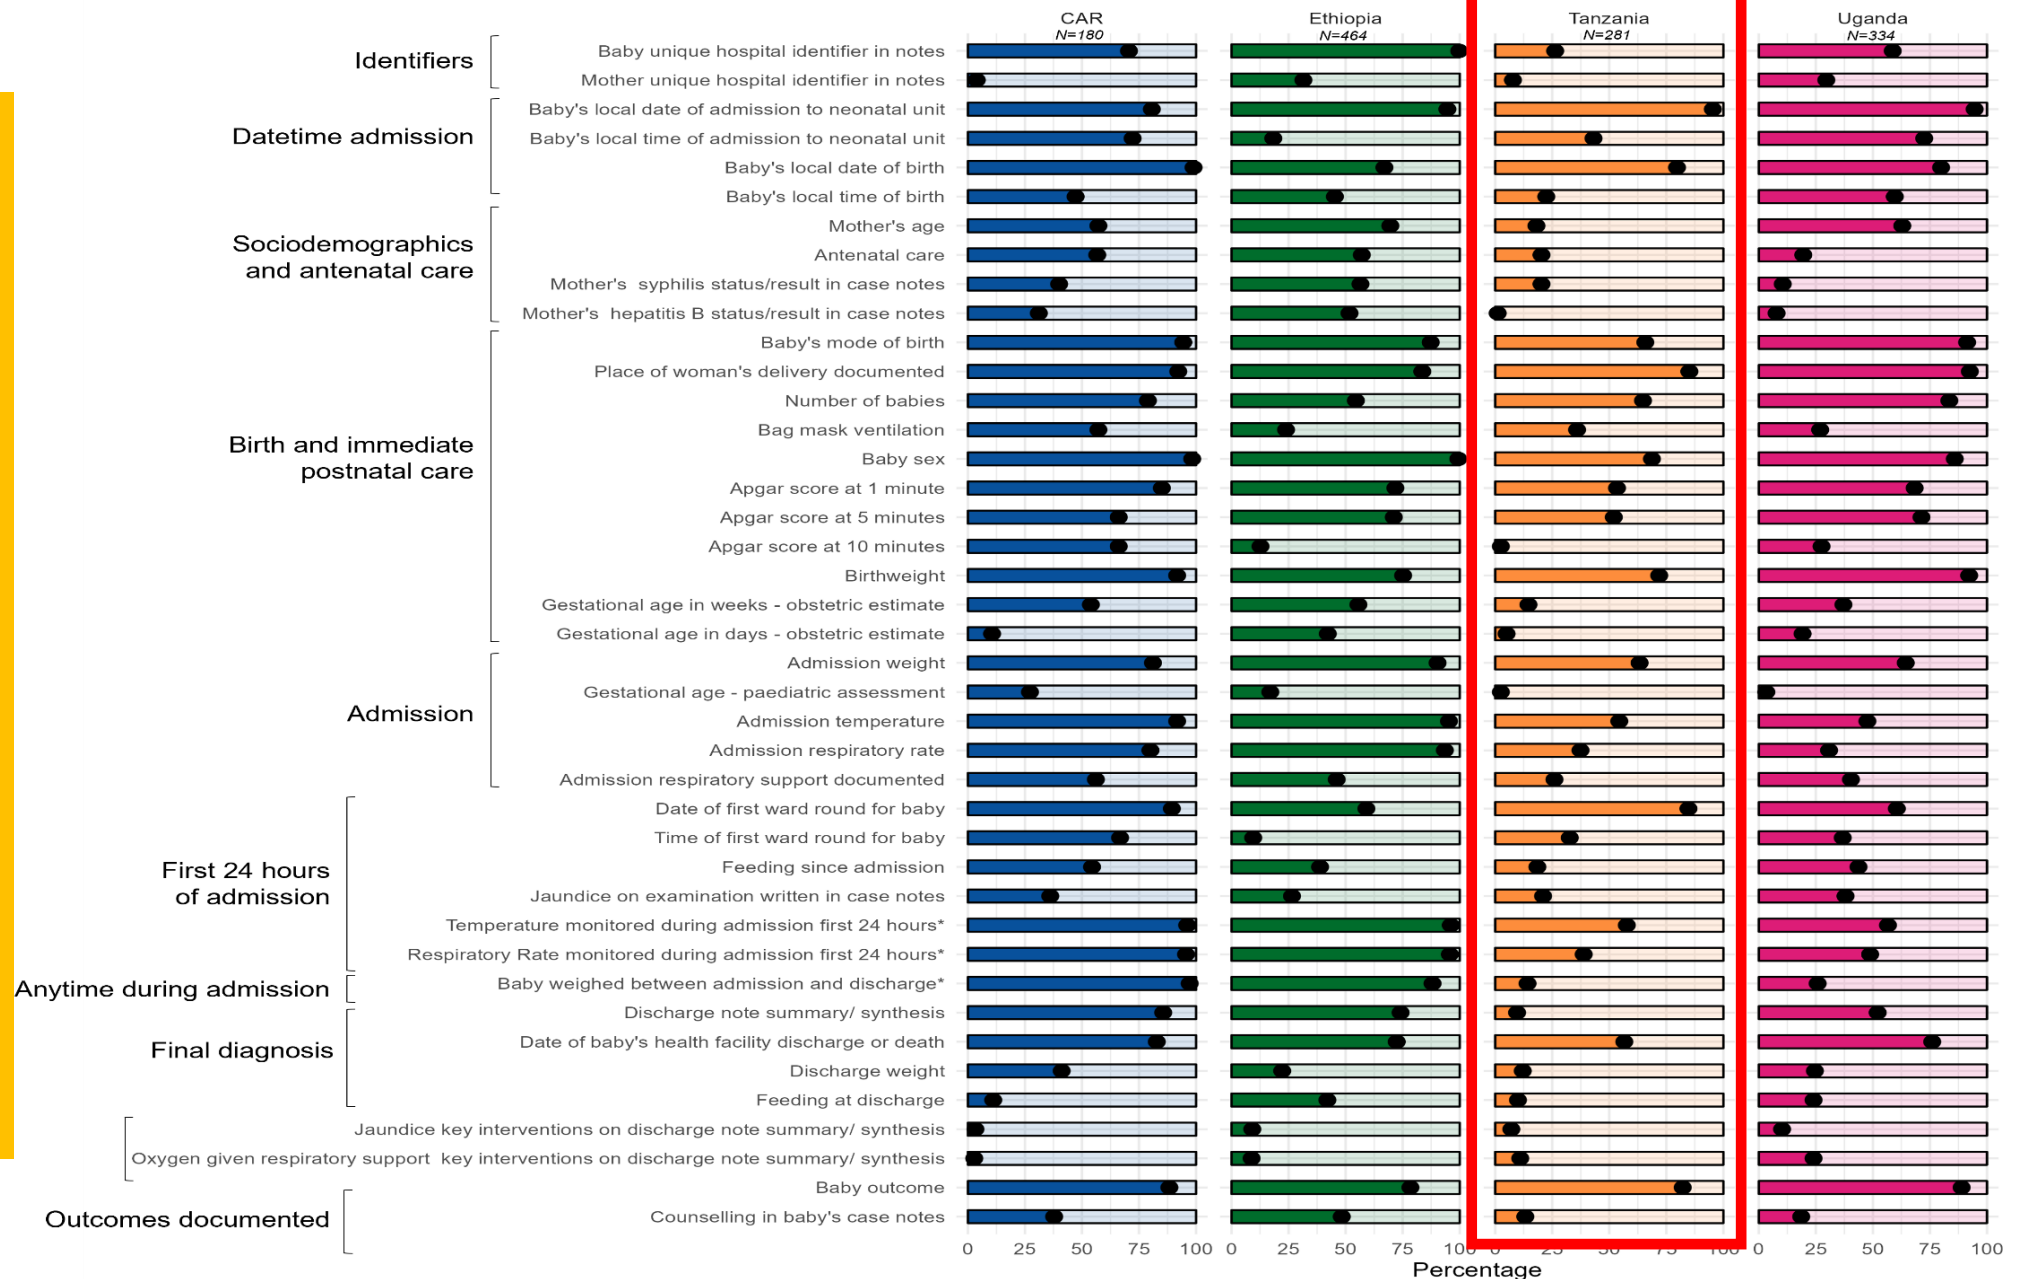 CAR Ethiopia Tanzania Uganda
N=180 N=464 N=281 N=334
Identifiers
Baby unique hospital identifier in notes
Mother unique hospital identifier in notes
Datetime admission
Baby's local date of admission to neonatal unit
Baby's local time of admission to neonatal unit
Baby's local date of birth
Baby's local time of birth
Sociodemographics
and antenatal care
Mother's age
Antenatal care
Mother's  syphilis status/result in case notes
Mother's  hepatitis B status/result in case notes
Birth and immediate
postnatal care
Baby's mode of birth
Place of woman's delivery documented
Number of babies
Bag mask ventilation
Baby sex
Apgar score at 1 minute
Apgar score at 5 minutes
Apgar score at 10 minutes
Birthweight
Gestational age in weeks - obstetric estimate
Gestational age in days - obstetric estimate
Admission
Admission weight
Gestational age - paediatric assessment
Admission temperature
Admission respiratory rate
Admission respiratory support documented
First 24 hours
of admission
Date of first ward round for baby
Time of first ward round for baby
Feeding since admission
Jaundice on examination written in case notes
Temperature monitored during admission first 24 hours*
Respiratory Rate monitored during admission first 24 hours*
Anytime during admission
Baby weighed between admission and discharge*
Final diagnosis
Discharge note summary/ synthesis
Date of baby's health facility discharge or death
Discharge weight
Feeding at discharge
Jaundice key interventions on discharge note summary/ synthesis
Oxygen given respiratory support  key interventions on discharge note summary/ synthesis
Outcomes documented
Baby outcome
Counselling in baby's case notes
0 25 50 75 100 0 25 50 75 100 0 25 50 75 100 0 25 50 75 100
Percentage